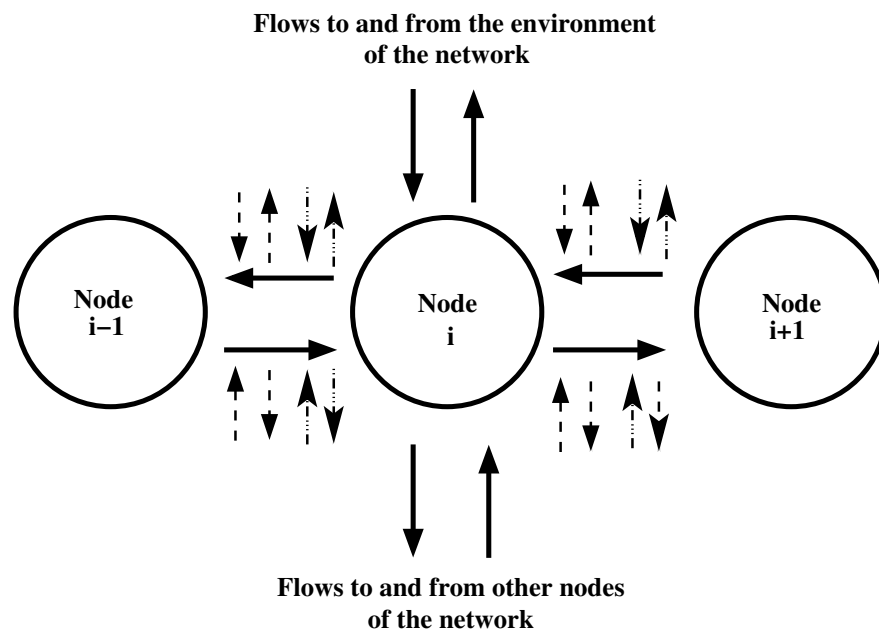 Flows to and from the environment
of the network
Node
i−1
Node
i
Node
i+1
Flows to and from other nodes
of the network